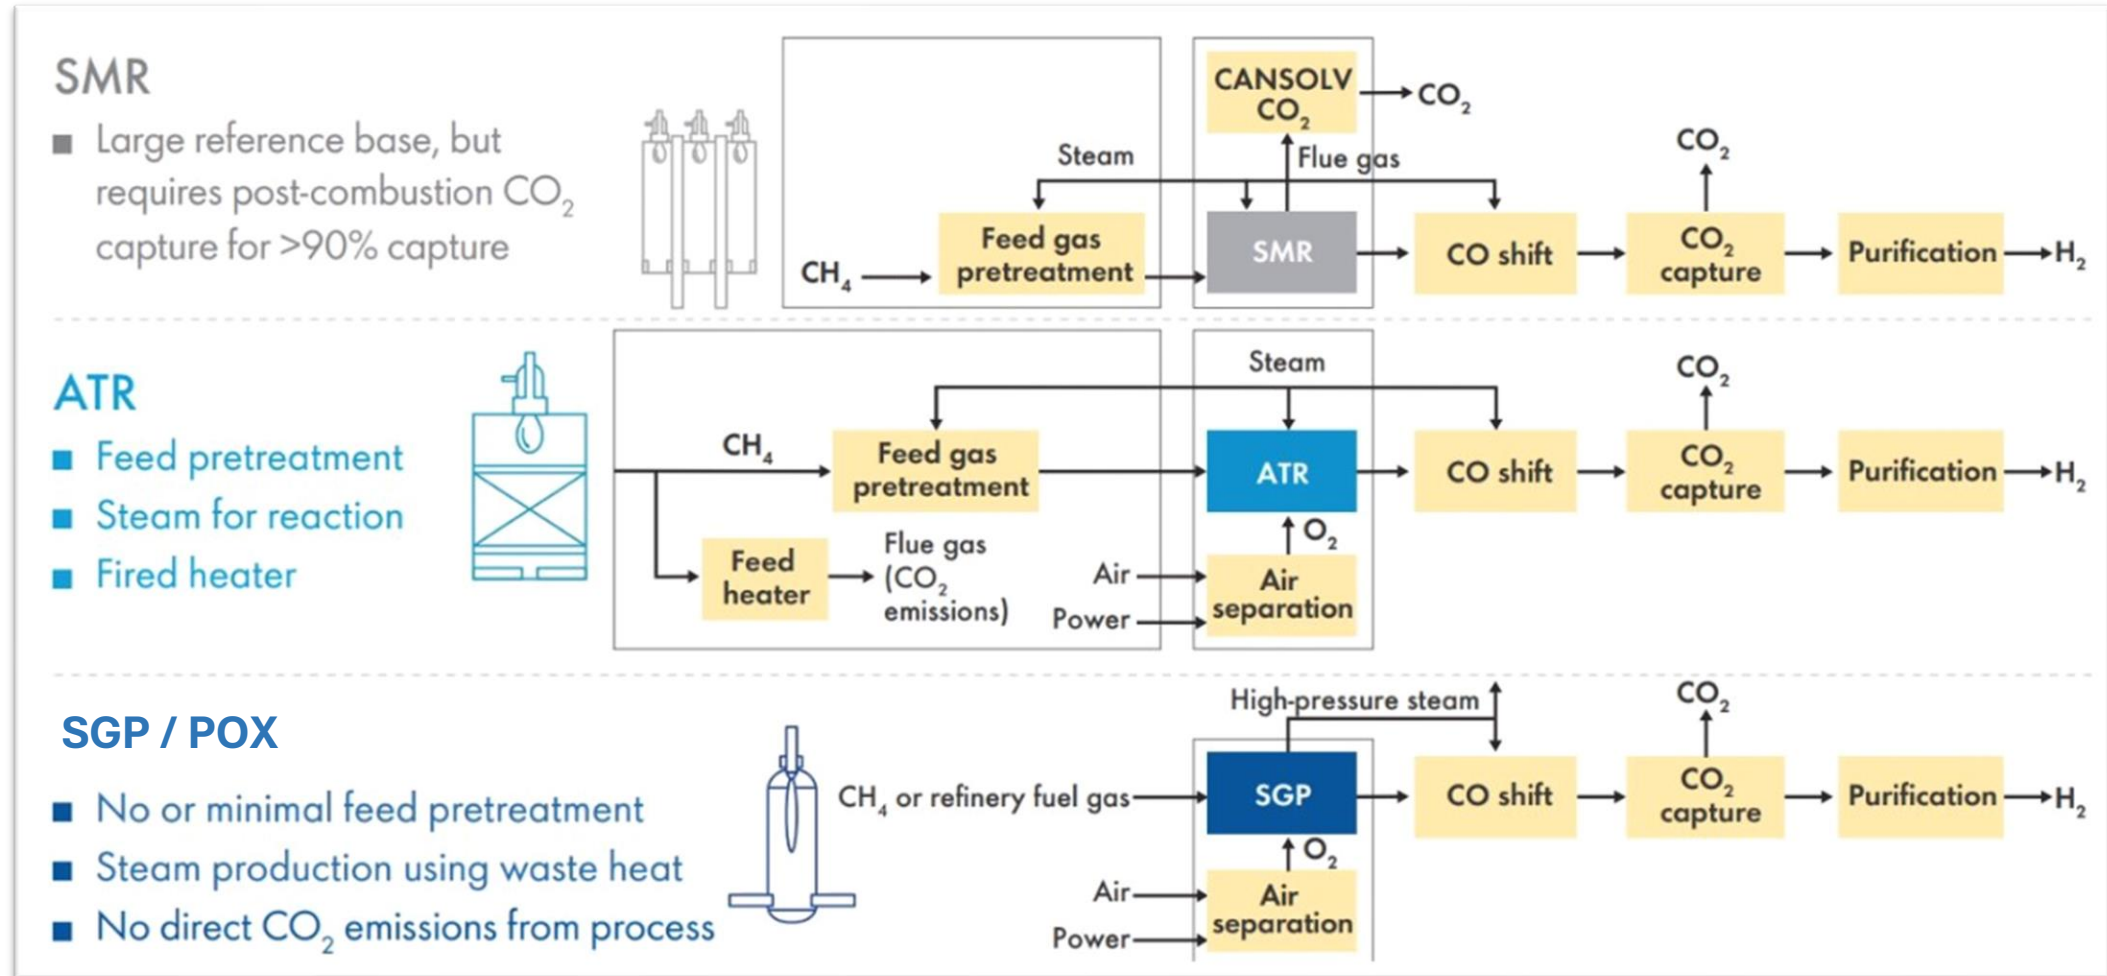 SMR
■ Large reference base, but
requires post-combustion CO₂
capture for >90% capture
CANSOLV
CO₂
CO₂
Steam
Flue gas
CO₂
CH₄
Feed gas
pretreatment
SMR
CO shift
CO₂
capture
Purification
H₂
ATR
■ Feed pretreatment
■ Steam for reaction
■ Fired heater
Steam
CO₂
CH₄
Feed gas
pretreatment
ATR
CO shift
CO₂
capture
Purification
H₂
O₂
Feed
heater
Flue gas
(CO₂
emissions)
Air
Power
Air
separation
SGP / POX
■ No or minimal feed pretreatment
■ Steam production using waste heat
■ No direct CO₂ emissions from process
High-pressure steam
CO₂
CH₄ or refinery fuel gas
SGP
CO shift
CO₂
capture
Purification
H₂
O₂
Air
Power
Air
separation